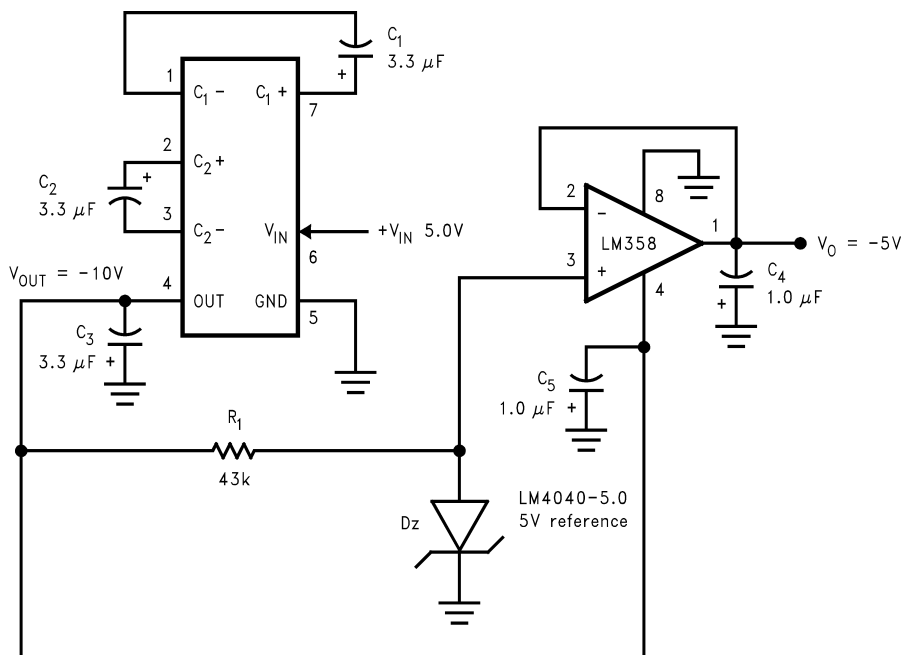 C1
3.3 µF
+
1
C1 −
C1 +
7
2
C2 +
+
C2
3.3 µF
3
C2 −
VIN
+VIN 5.0V
6
VOUT = −10V
4
OUT
GND
5
C3
3.3 µF
+
2
−
8
LM358
1
VO = −5V
3
+
4
C4
1.0 µF
+
C5
1.0 µF
+
R1
43k
Dz
LM4040−5.0
5V reference